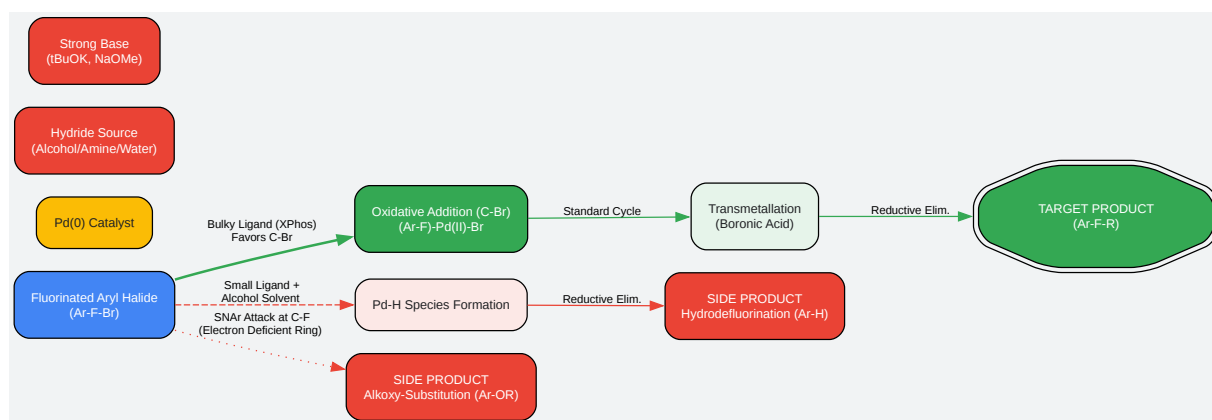 Strong Base
(tBuOK, NaOMe)
Hydride Source
(Alcohol/Amine/Water)
Pd(0) Catalyst
Fluorinated Aryl Halide
(Ar-F-Br)
Bulky Ligand (XPhos)
Favors C-Br
Small Ligand +
Alcohol Solvent
SNAr Attack at C-F
(Electron Deficient Ring)
Oxidative Addition (C-Br)
(Ar-F)-Pd(II)-Br
Pd-H Species Formation
SIDE PRODUCT
Alkoxy-Substitution (Ar-OR)
Standard Cycle
Reductive Elim.
Transmetallation
(Boronic Acid)
SIDE PRODUCT
Hydrodefluorination (Ar-H)
Reductive Elim.
TARGET PRODUCT
(Ar-F-R)